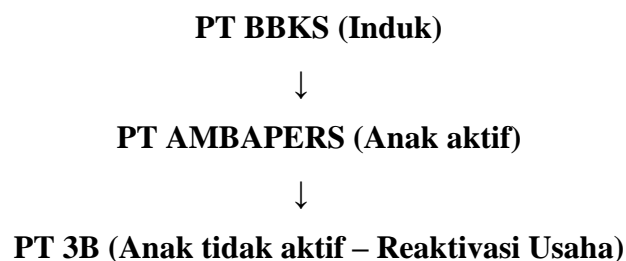 PT BBKS (Induk)
↓
PT AMBAPERS (Anak aktif)
↓
PT 3B (Anak tidak aktif – Reaktivasi Usaha)